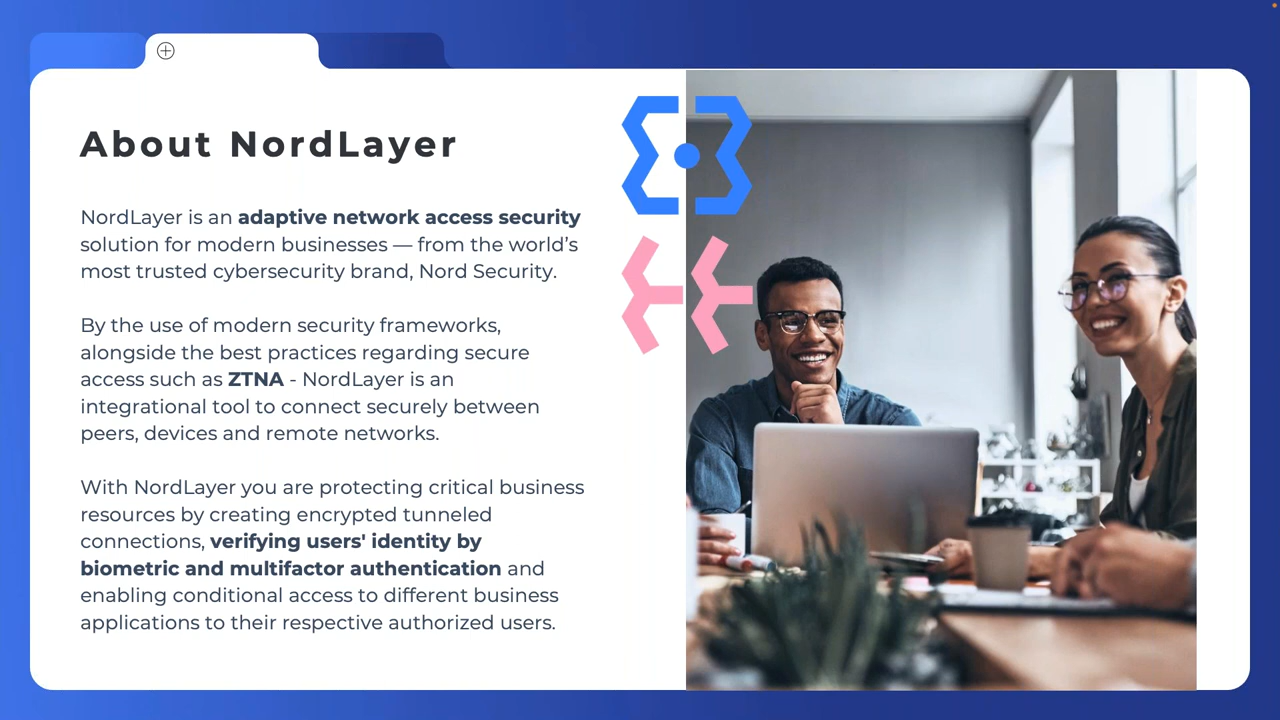 About NordLayer
NordLayer is an adaptive network access security
solution for modern businesses — from the world’s
most trusted cybersecurity brand, Nord Security.
By the use of modern security frameworks,
alongside the best practices regarding secure
access such as ZTNA - NordLayer is an
integrational tool to connect securely between
peers, devices and remote networks.
With NordLayer you are protecting critical business
resources by creating encrypted tunneled
connections, verifying users' identity by
biometric and multifactor authentication and
enabling conditional access to different business
applications to their respective authorized users.